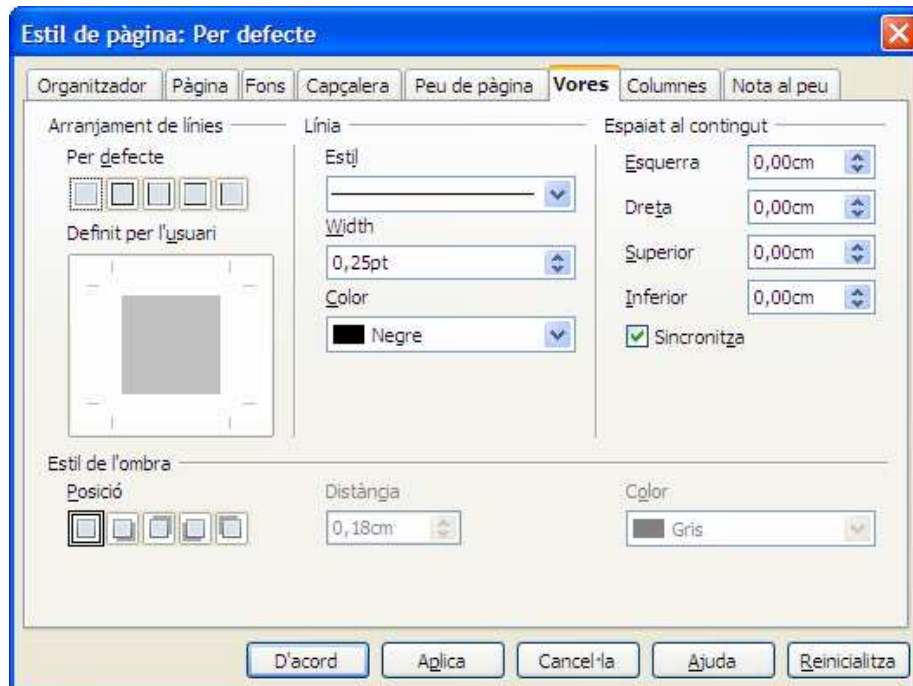 Estil de pàgina: Per defecte
Organitzador Pàgina Fons Capçalera Peu de pàgina Vores Columnes Nota al peu
Arranjament de línies
Per defecte
Definit per l'usuari
Línia
Estil
Width
0,25pt
Color
Negre
Espaiat al contingut
Esquerra 0,00cm
Dreta 0,00cm
Superior 0,00cm
Inferior 0,00cm
Sincronitza
Estil de l'ombra
Posició
Distància
0,18cm
Color
Gris
D'acord Aplica Cancel·la Ajuda Reinicialitza